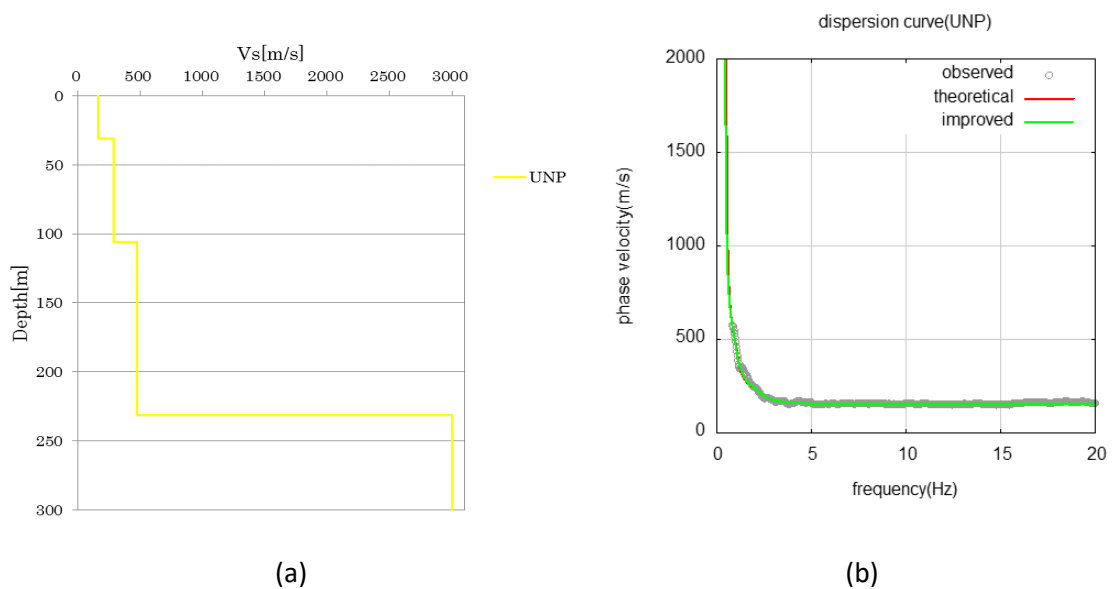 Vs[m/s]
0 500 1000 1500 2000 2500 3000
0
50
100
150
200
250
300
Depth[m]
UNP
(a)
dispersion curve(UNP)
observed
theoretical
improved
2000
1500
1000
500
0
phase velocity(m/s)
0 5 10 15 20
frequency(Hz)
(b)